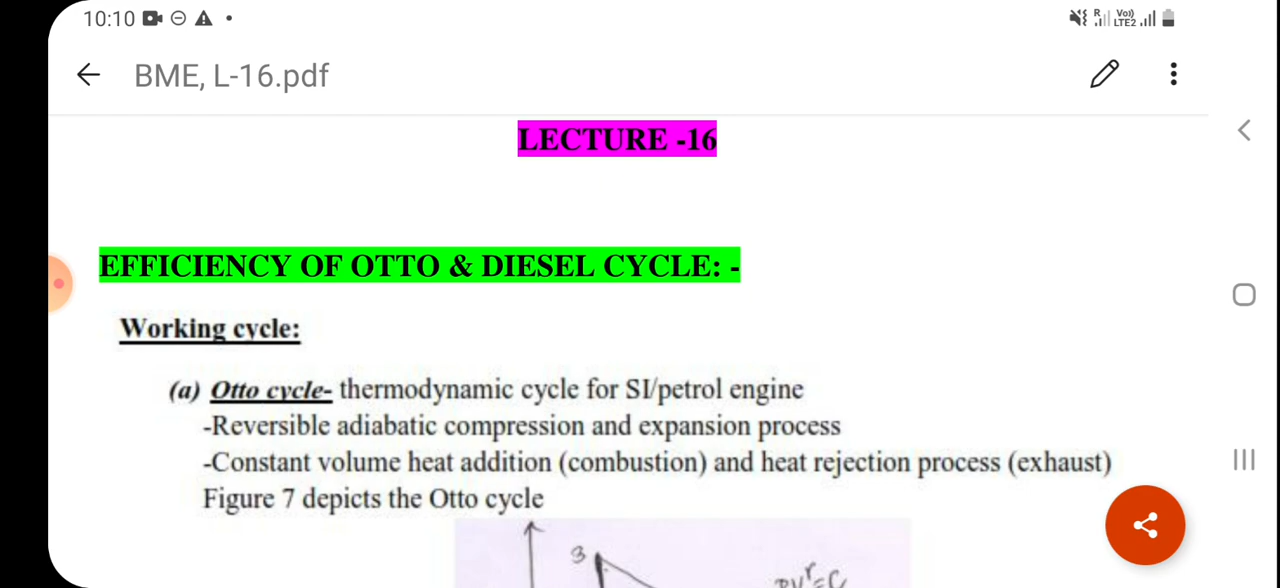 10:10
Vo))
R
LTE2
BME, L-16.pdf
LECTURE -16
EFFICIENCY OF OTTO & DIESEL CYCLE: -
Working cycle:
(a) Otto cycle- thermodynamic cycle for SI/petrol engine
-Reversible adiabatic compression and expansion process
-Constant volume heat addition (combustion) and heat rejection process (exhaust)
Figure 7 depicts the Otto cycle
3